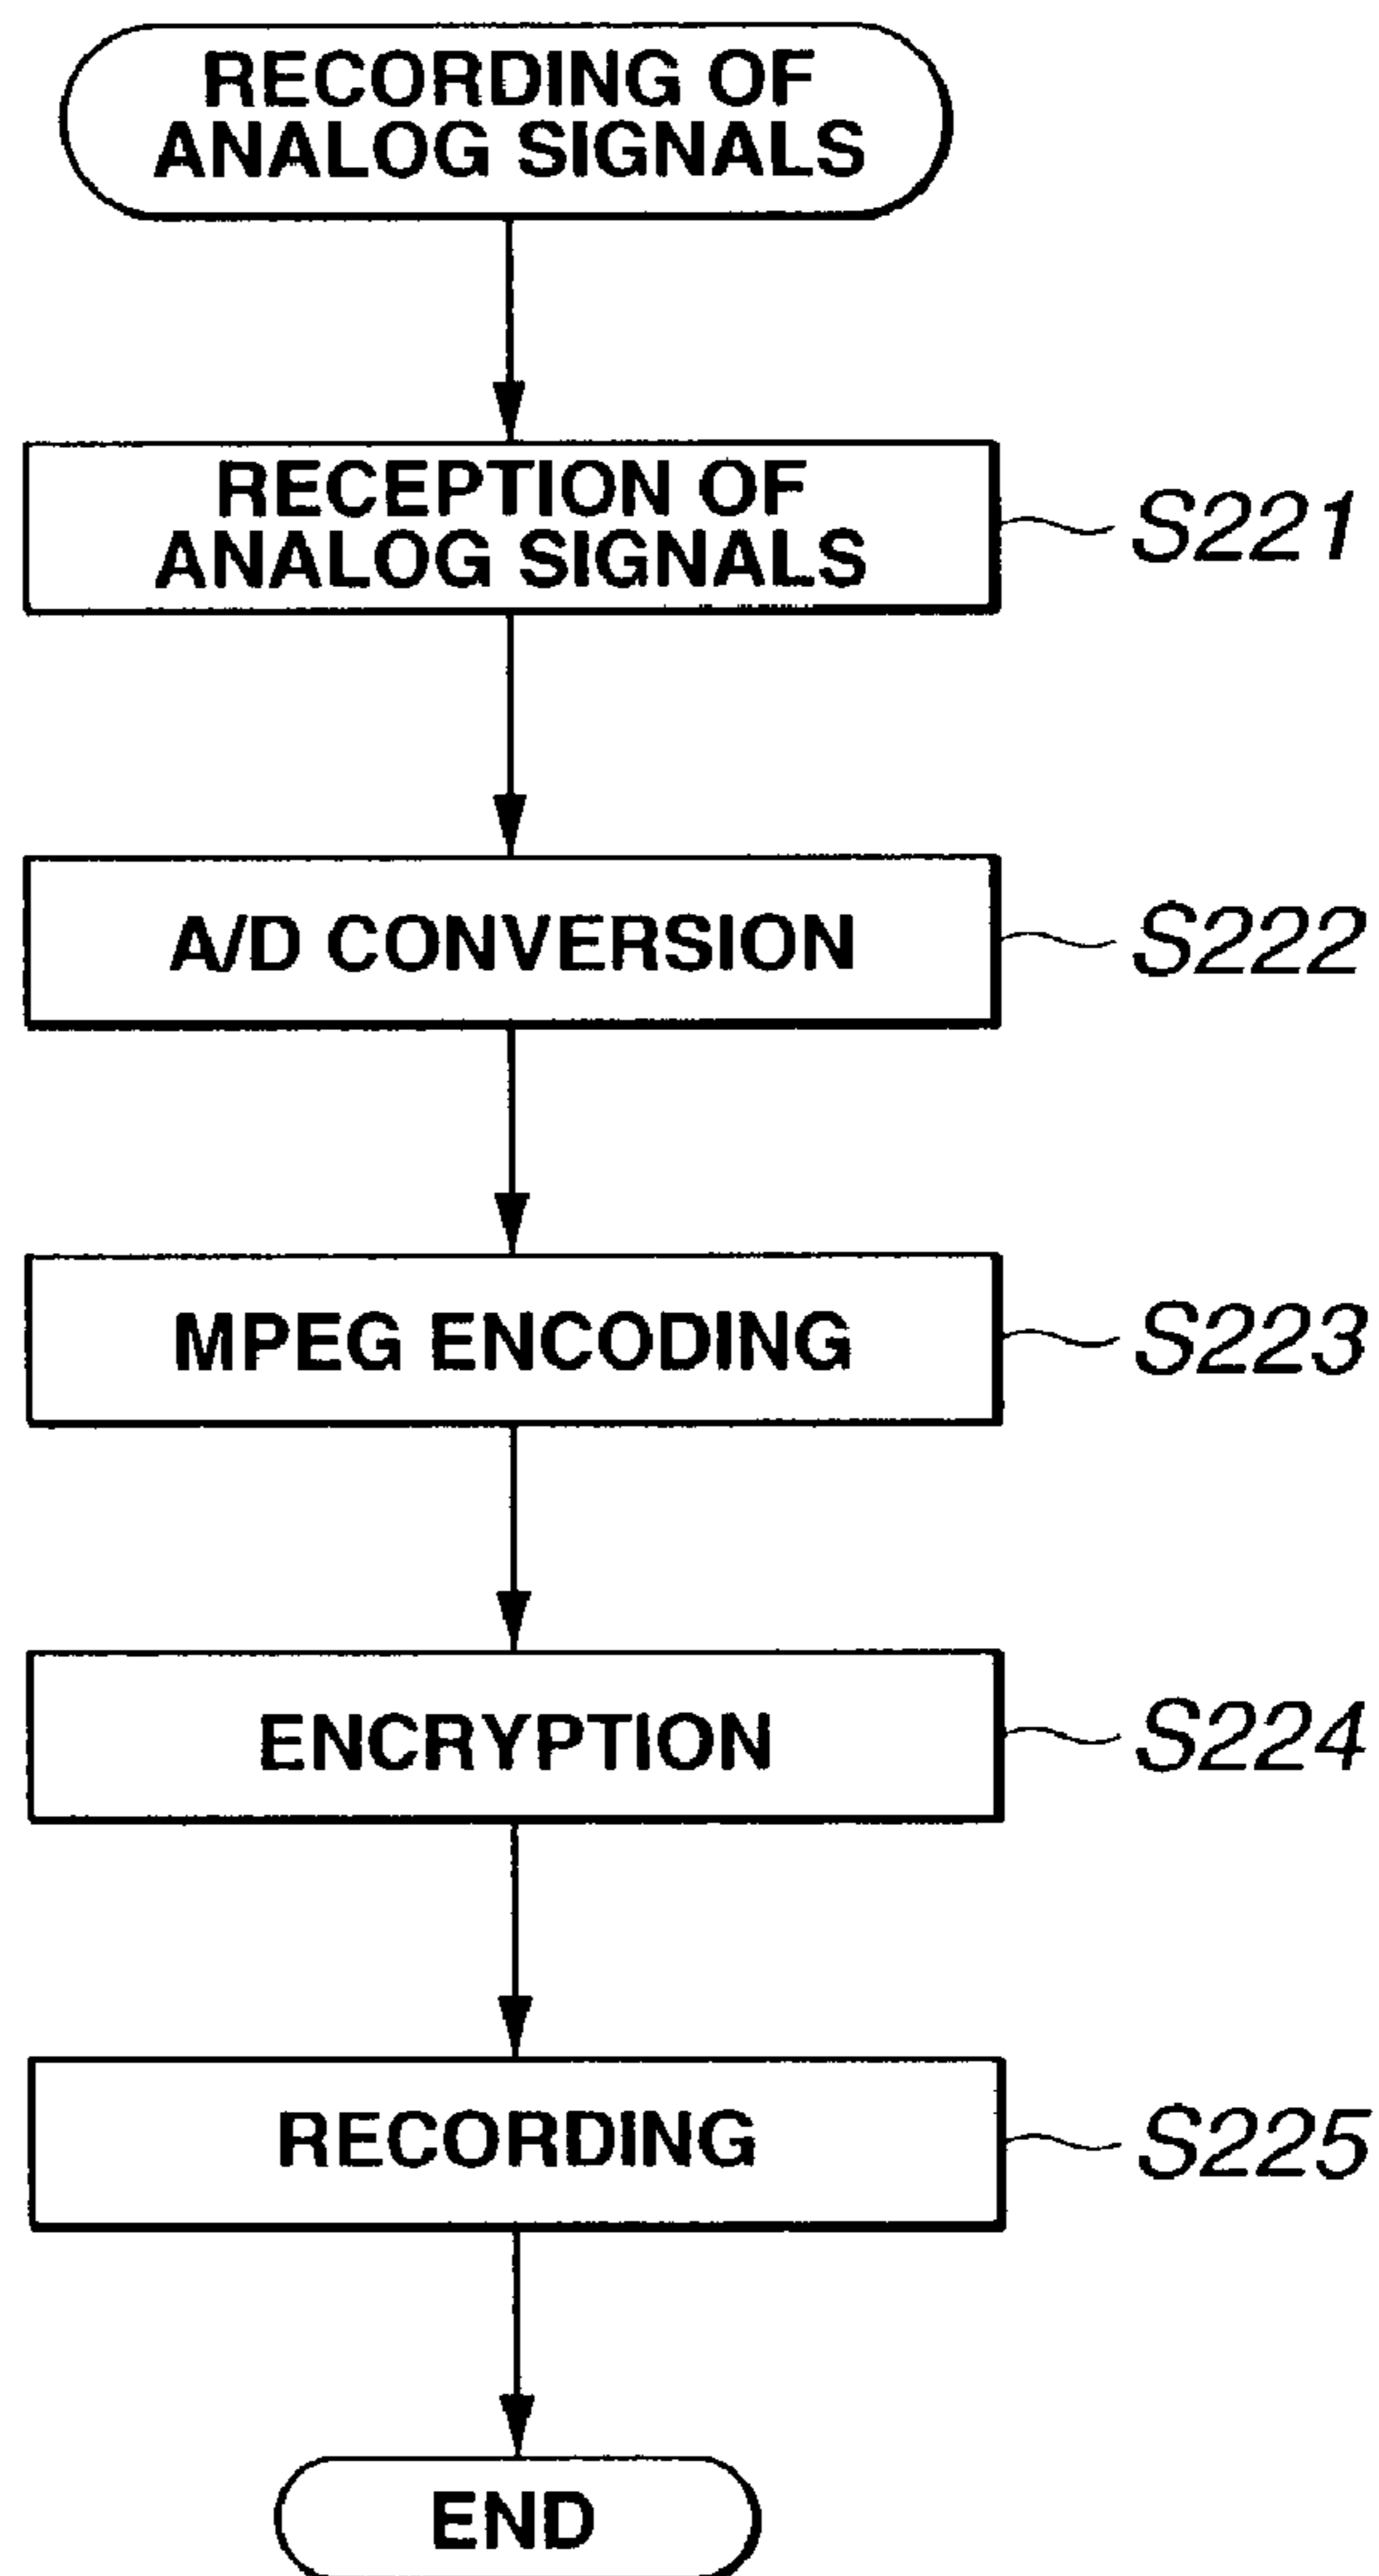 RECORDING OF
ANALOG SIGNALS
RECEPTION OF
ANALOG SIGNALS
S221
A/D CONVERSION
S222
MPEG ENCODING
S223
ENCRYPTION
S224
RECORDING
S225
END